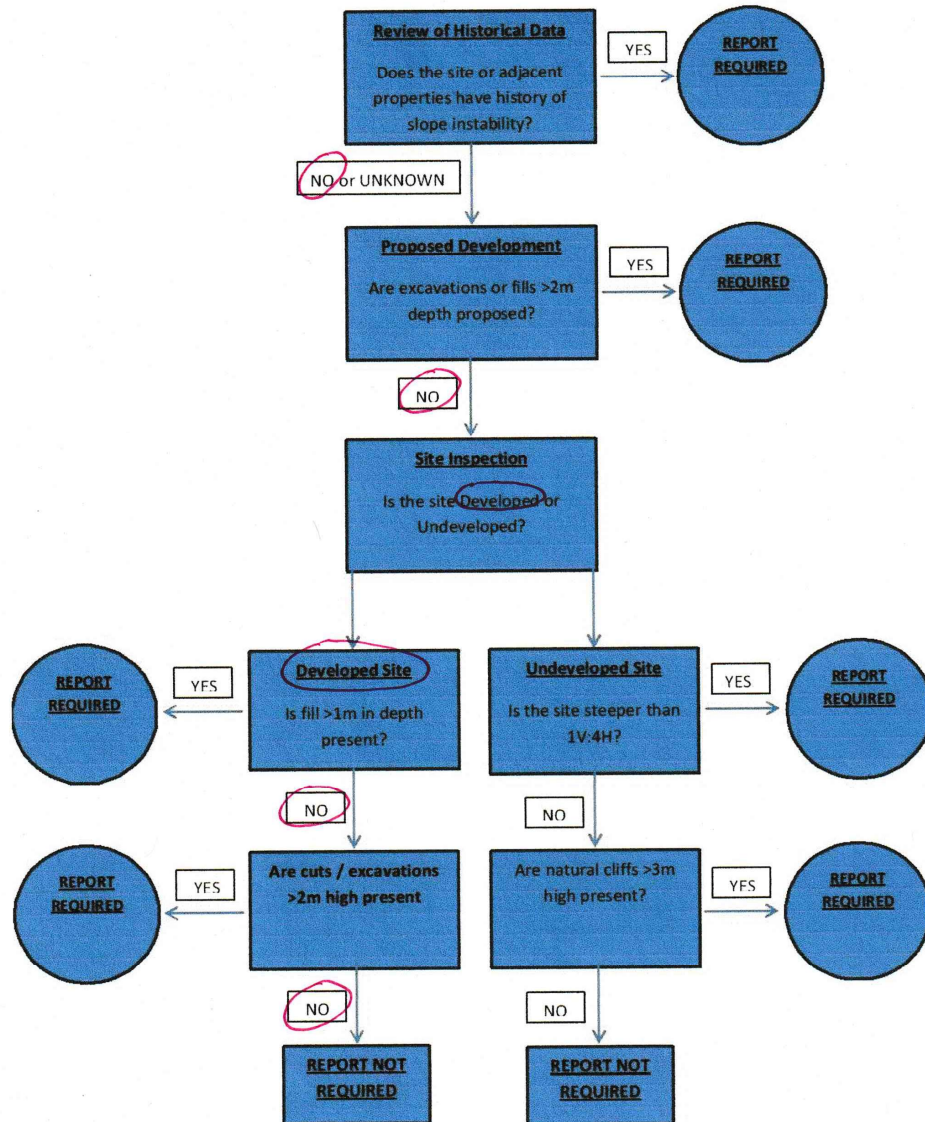 Review of Historical Data
Does the site or adjacent
properties have history of
slope instability?
YES
REPORT
REQUIRED
NO or UNKNOWN
Proposed Development
Are excavations or fills >2m
depth proposed?
YES
REPORT
REQUIRED
NO
Site Inspection
Is the site Developed or
Undeveloped?
REPORT
REQUIRED
YES
Developed Site
Is fill >1m in depth
present?
Undeveloped Site
Is the site steeper than
1V:4H?
YES
REPORT
REQUIRED
NO
NO
REPORT
REQUIRED
YES
Are cuts / excavations
>2m high present
Are natural cliffs >3m
high present?
YES
REPORT
REQUIRED
NO
NO
REPORT NOT
REQUIRED
REPORT NOT
REQUIRED